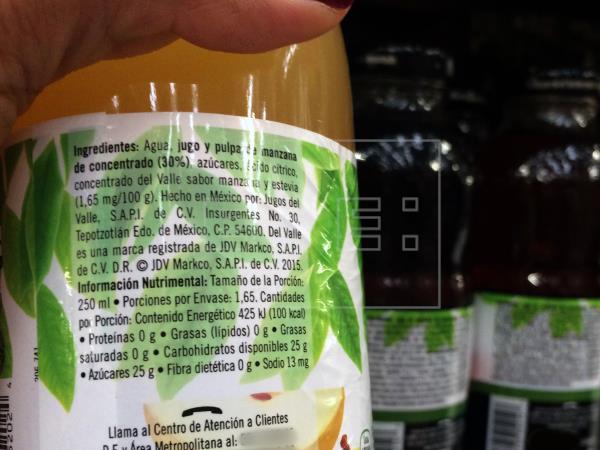 Ingredientes: Agua, jugo y pulpa de manzana
de concentrado (30%), azúcares, ácido cítrico,
concentrado del Valle sabor manzana y estevia
(1,65 mg/100 g). Hecho en México por: Jugos del
Valle, S.A.P.I. de C.V. Insurgentes No. 30,
Tepotzotlán Edo. de México, C.P. 54600. Del Valle
es una marca registrada de JDV Markco, S.A.P.I.
de C.V. D.R. © JDV Markco, S.A.P.I. de C.V. 2015.
Información Nutrimental: Tamaño de la Porción:
250 ml • Porciones por Envase: 1,65. Cantidades
por Porción: Contenido Energético 425 kJ (100 kcal)
• Proteínas 0 g • Grasas (lípidos) 0 g • Grasas
saturadas 0 g • Carbohidratos disponibles 25 g
• Azúcares 25 g • Fibra dietética 0 g • Sodio 13 mg
Llama al Centro de Atención a Clientes
D.F. y Área Metropolitana al: